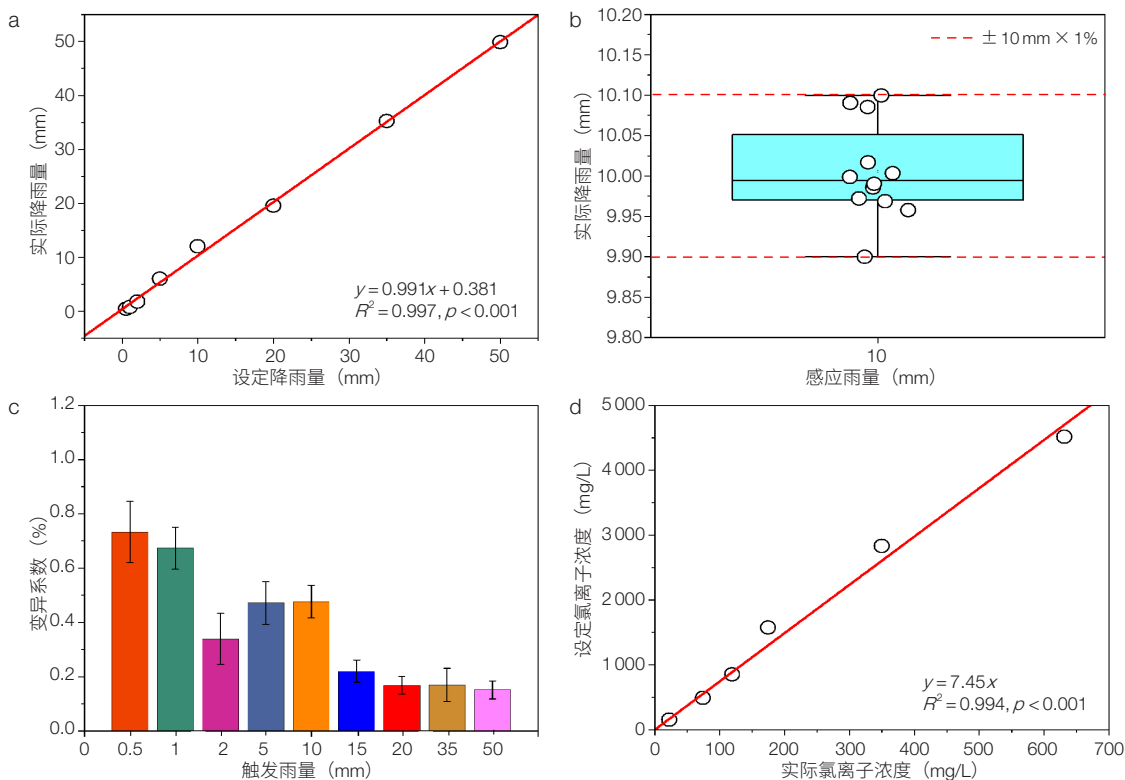 a
50
40
30
20
10
0
实际降雨量（mm）
y=0.991x+0.381
R²=0.997, p<0.001
0 10 20 30 40 50
设定降雨量（mm）
b
10.20
10.15
10.10
10.05
10.00
9.95
9.90
9.85
9.80
实际降雨量（mm）
± 10 mm × 1%
10
感应雨量（mm）
c
1.2
1.0
0.8
0.6
0.4
0.2
0.0
变异系数（%）
0 0.5 1 2 5 10 15 20 35 50
触发雨量（mm）
d
5 000
4 000
3 000
2 000
1 000
0
设定氯离子浓度（mg/L）
y=7.45x
R²=0.994, p<0.001
0 100 200 300 400 500 600 700
实际氯离子浓度（mg/L）